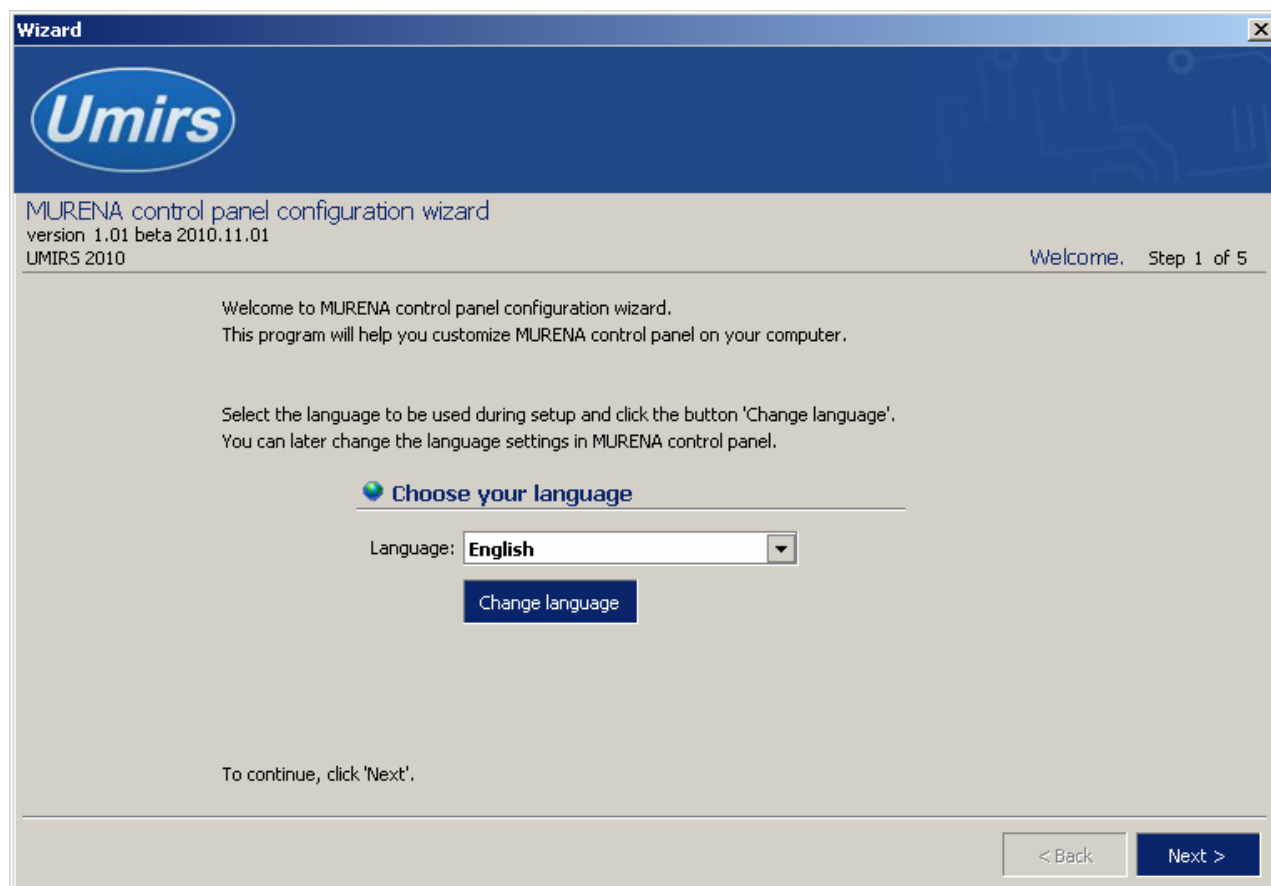 Wizard
Umirs
MURENA control panel configuration wizard
version 1.01 beta 2010.11.01
UMIRS 2010
Welcome. Step 1 of 5
Welcome to MURENA control panel configuration wizard.
This program will help you customize MURENA control panel on your computer.
Select the language to be used during setup and click the button 'Change language'.
You can later change the language settings in MURENA control panel.
Choose your language
Language: English
Change language
To continue, click 'Next'.
< Back Next >